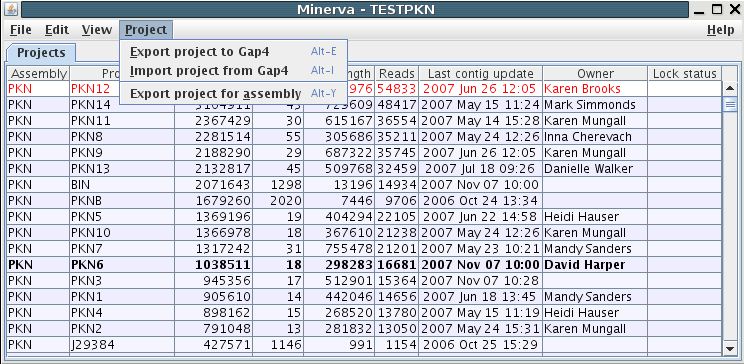 Minerva - TESTPKN
File Edit View Project Help
Projects
Export project to Gap4 Alt-E
Import project from Gap4 Alt-I
Export project for assembly Alt-Y
Assembly Reads Last contig update Owner Lock status
PKN PKN12 54833 2007 Jun 26 12:05 Karen Brooks
PKN PKN14 48417 2007 May 15 11:24 Mark Simmonds
PKN PKN11 2367429 30 615167 36554 2007 May 14 15:28 Karen Mungall
PKN PKN8 2281514 55 305686 35211 2007 May 24 12:26 Inna Cherevach
PKN PKN9 2188290 29 687322 35745 2007 Jun 26 12:05 Karen Mungall
PKN PKN13 2132817 45 509768 32459 2007 Jul 18 09:26 Danielle Walker
PKN BIN 2071643 1298 13196 14934 2007 Nov 07 10:00
PKN PKNB 1679260 2020 7446 9706 2006 Oct 24 13:34
PKN PKN5 1369196 19 404294 22105 2007 Jun 22 14:58 Heidi Hauser
PKN PKN10 1366978 18 367610 21238 2007 May 24 12:26 Karen Mungall
PKN PKN7 1317242 31 755478 21201 2007 May 23 10:21 Mandy Sanders
PKN PKN6 1038511 18 298283 16681 2007 Nov 07 10:00 David Harper
PKN PKN3 945356 17 512901 15364 2007 Nov 07 10:28
PKN PKN1 905610 14 442046 14656 2007 Jun 18 13:45 Mandy Sanders
PKN PKN4 898162 15 268520 13780 2007 May 15 11:19 Heidi Hauser
PKN PKN2 791048 13 281832 13050 2007 May 24 15:31 Karen Mungall
PKN J29384 427571 1146 991 1154 2006 Oct 25 15:29